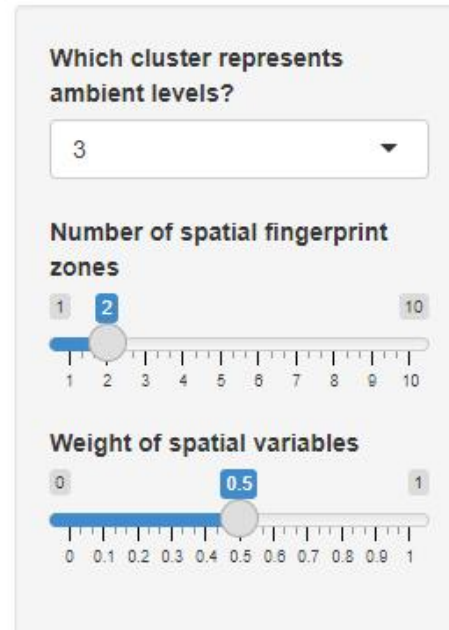 Which cluster represents
ambient levels?
3
Number of spatial fingerprint
zones
1 2 10
1 2 3 4 5 6 7 8 9 10
Weight of spatial variables
0 0.5 1
0 0.1 0.2 0.3 0.4 0.5 0.6 0.7 0.8 0.9 1